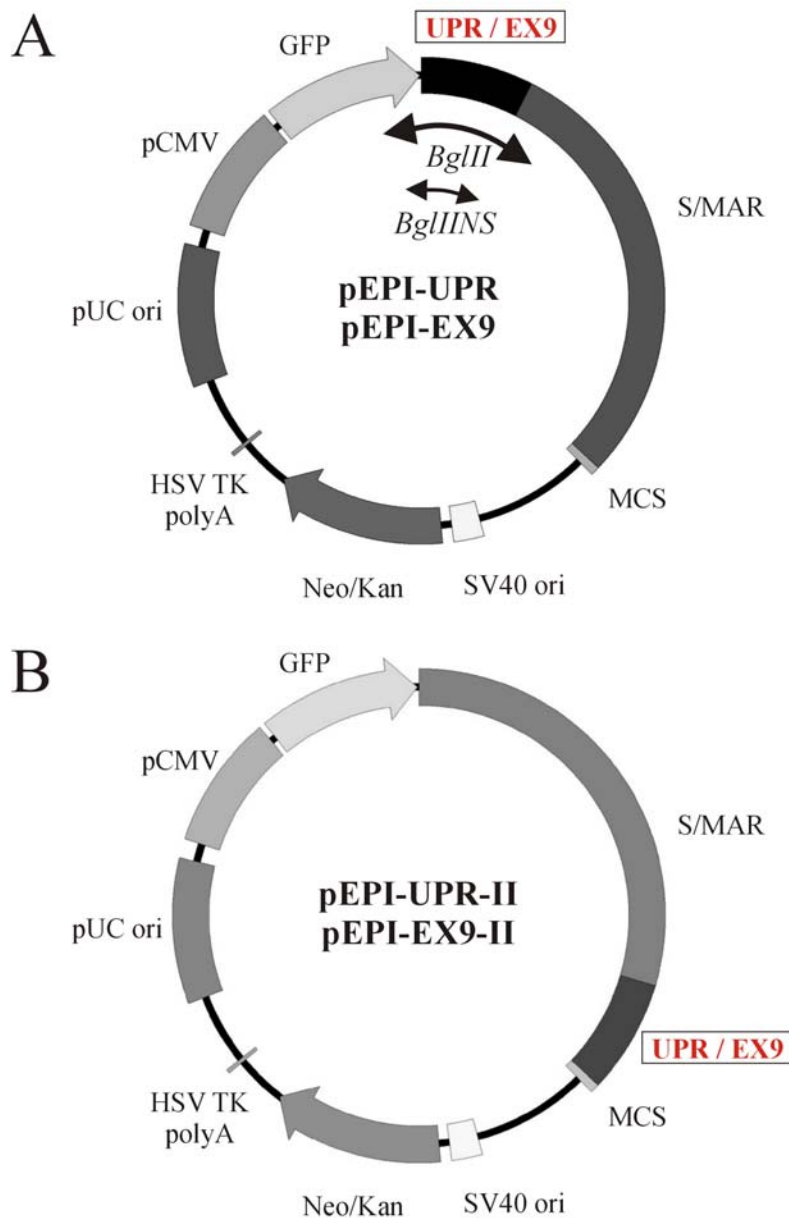 A
UPR / EX9
GFP
pCMV
BglII
BglIINS
S/MAR
pUC ori
pEPI-UPR
pEPI-EX9
HSV TK
polyA
MCS
Neo/Kan
SV40 ori
B
GFP
pCMV
S/MAR
pUC ori
pEPI-UPR-II
pEPI-EX9-II
UPR / EX9
HSV TK
polyA
MCS
Neo/Kan
SV40 ori